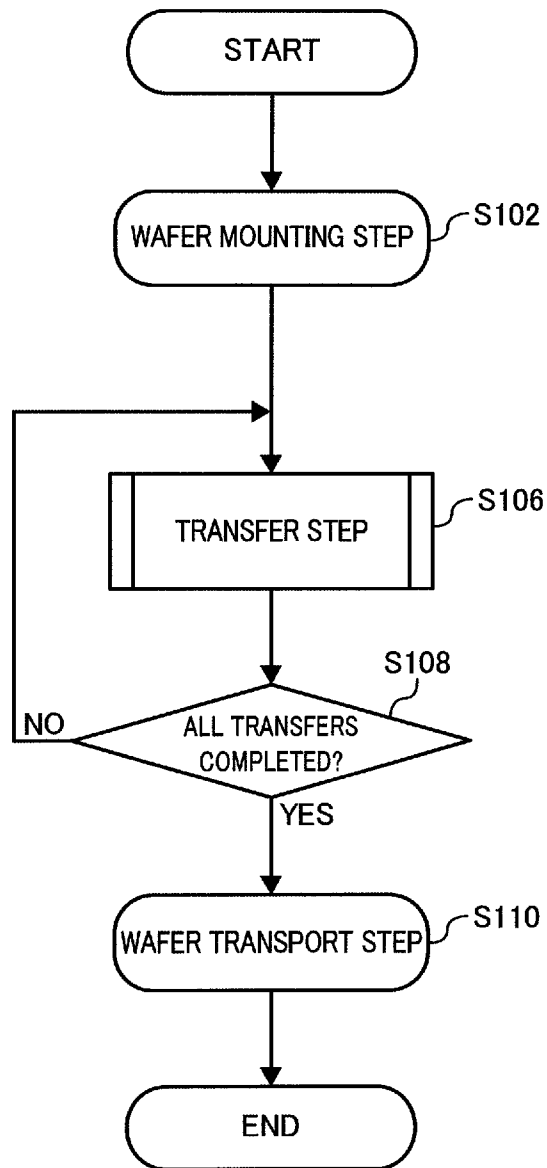 START
WAFER MOUNTING STEP
S102
TRANSFER STEP
S106
S108
ALL TRANSFERS
COMPLETED?
NO
YES
WAFER TRANSPORT STEP
S110
END